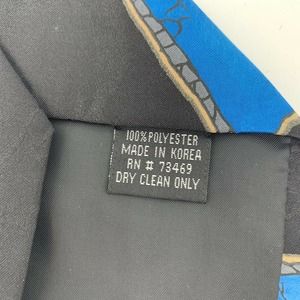 100% POLYESTER
MADE IN KOREA
RN # 73469
DRY CLEAN ONLY